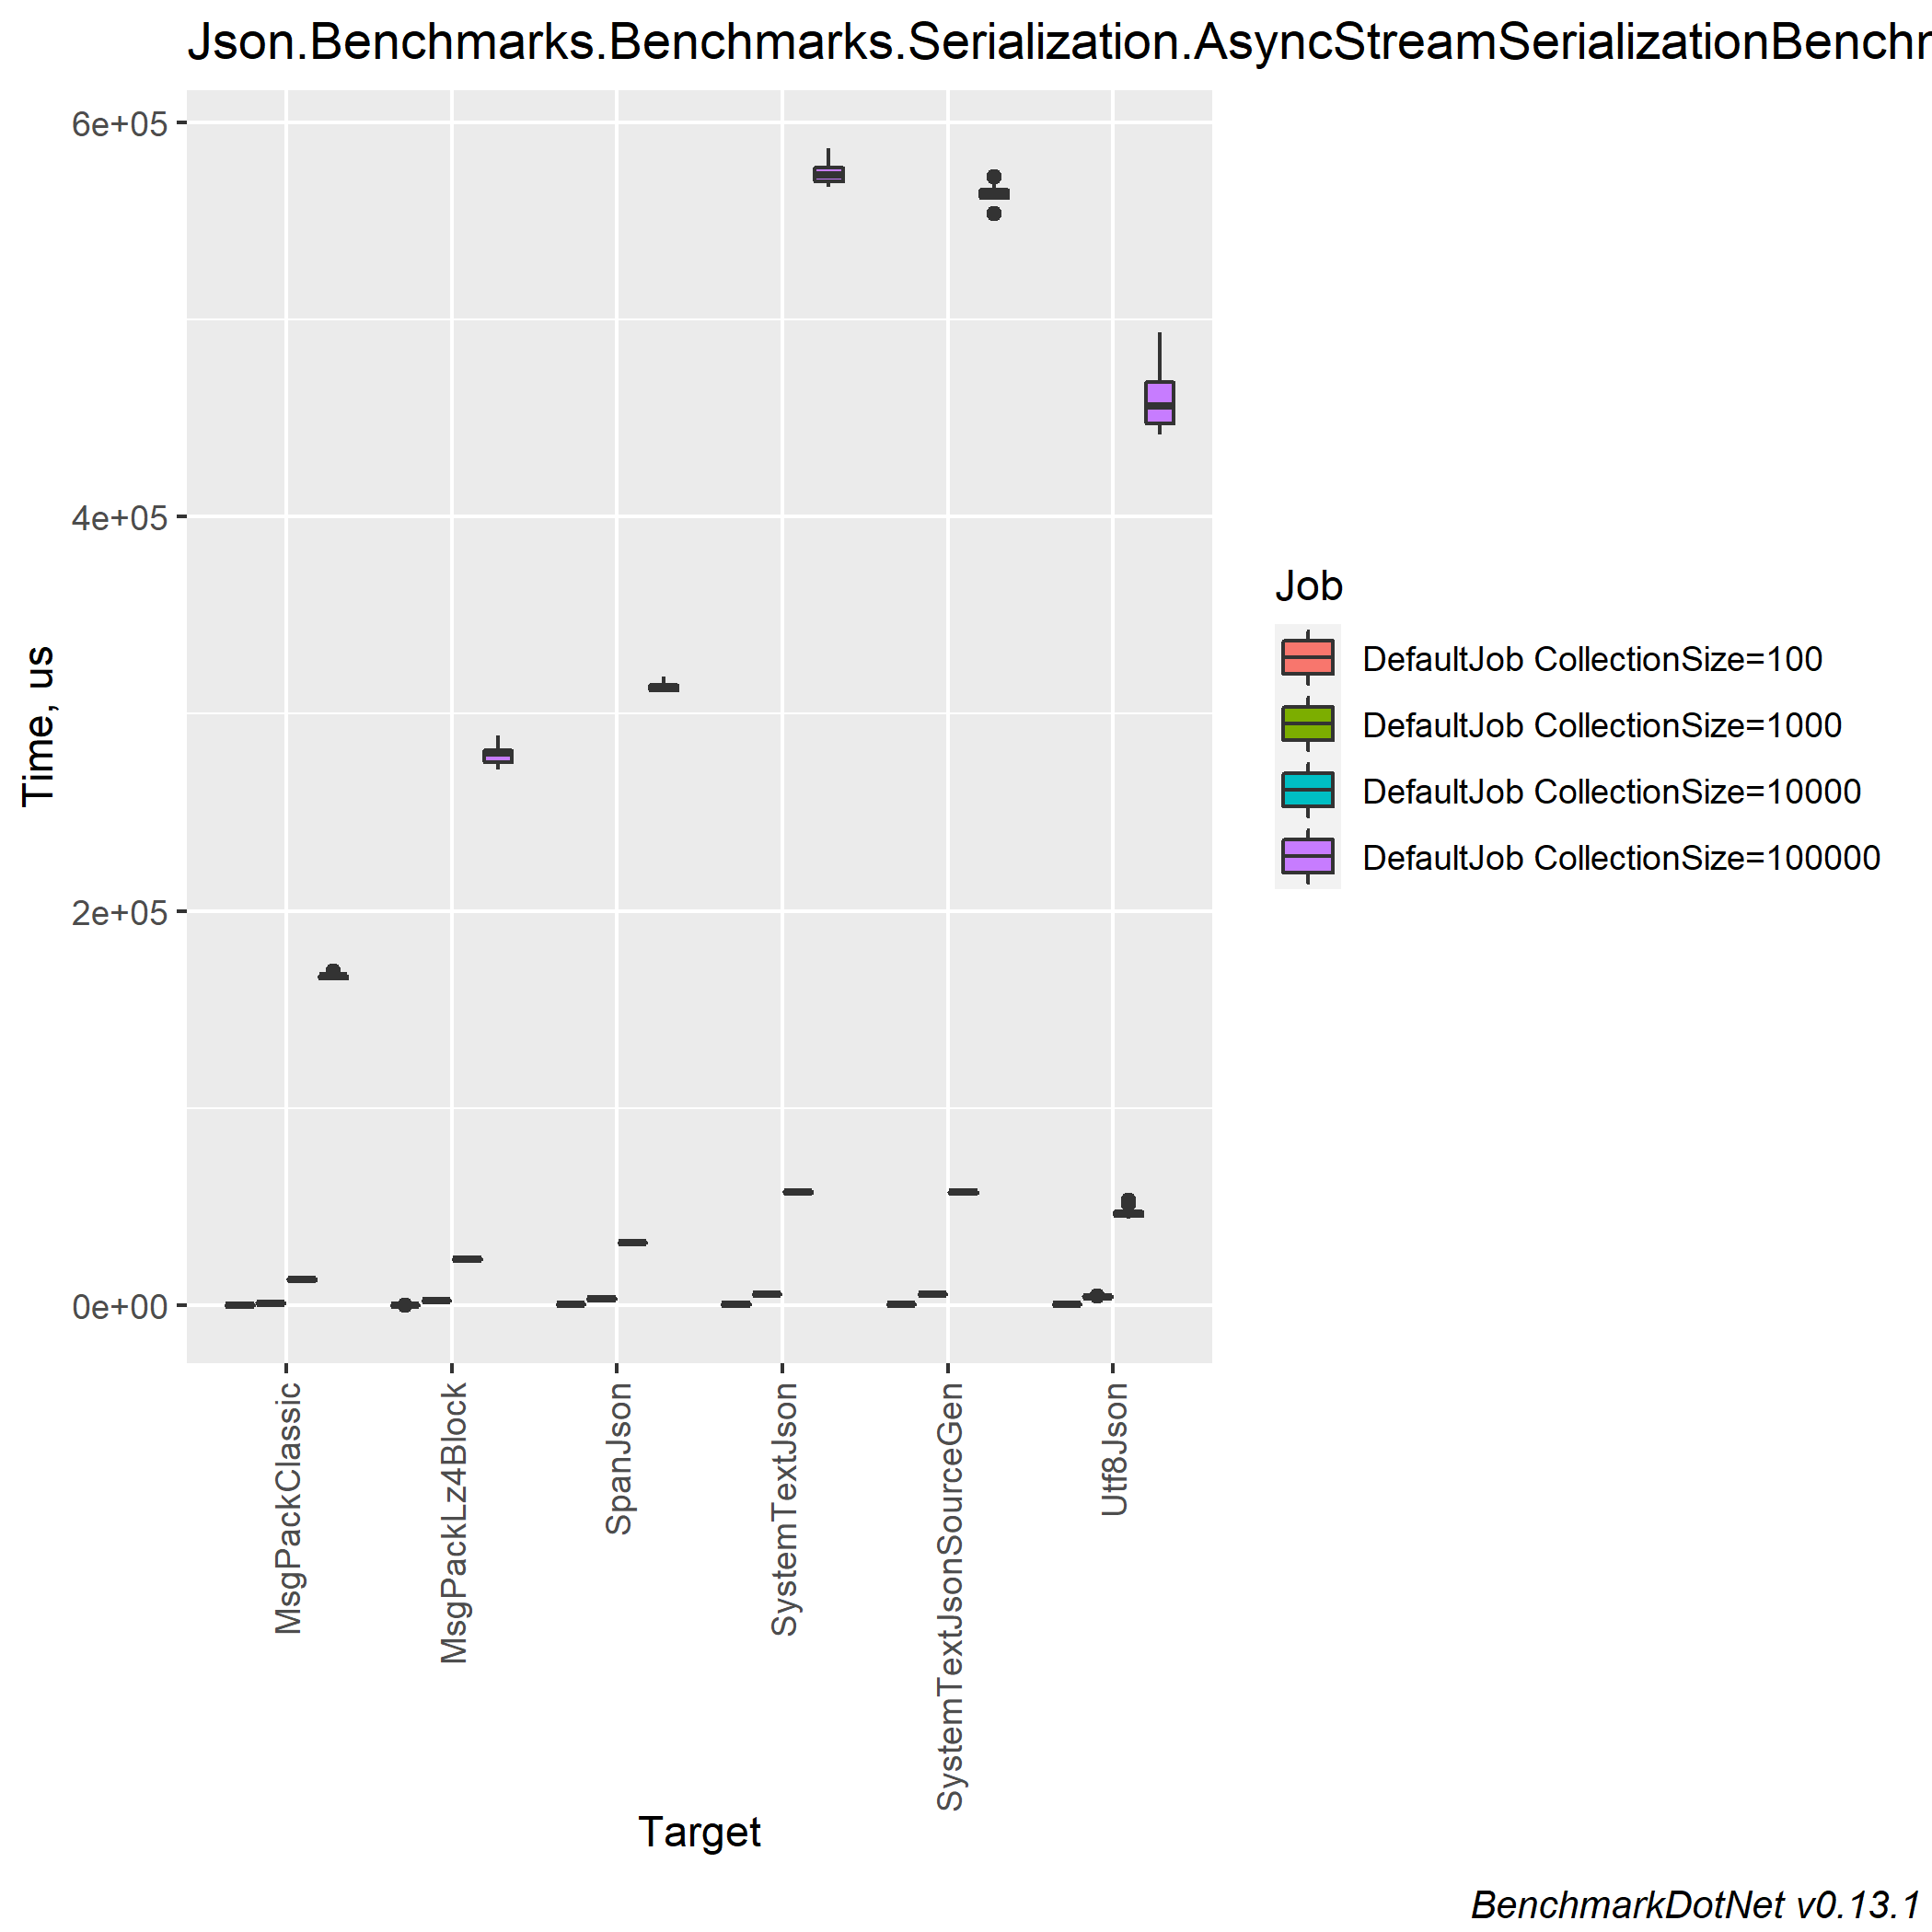 Json.Benchmarks.Benchmarks.Serialization.AsyncStreamSerializationBenchm
6e+05
4e+05
2e+05
0e+00
Time, us
MsgPackClassic
MsgPackLz4Block
SpanJson
SystemTextJson
SystemTextJsonSourceGen
Utf8Json
Target
Job
DefaultJob CollectionSize=100
DefaultJob CollectionSize=1000
DefaultJob CollectionSize=10000
DefaultJob CollectionSize=100000
BenchmarkDotNet v0.13.1